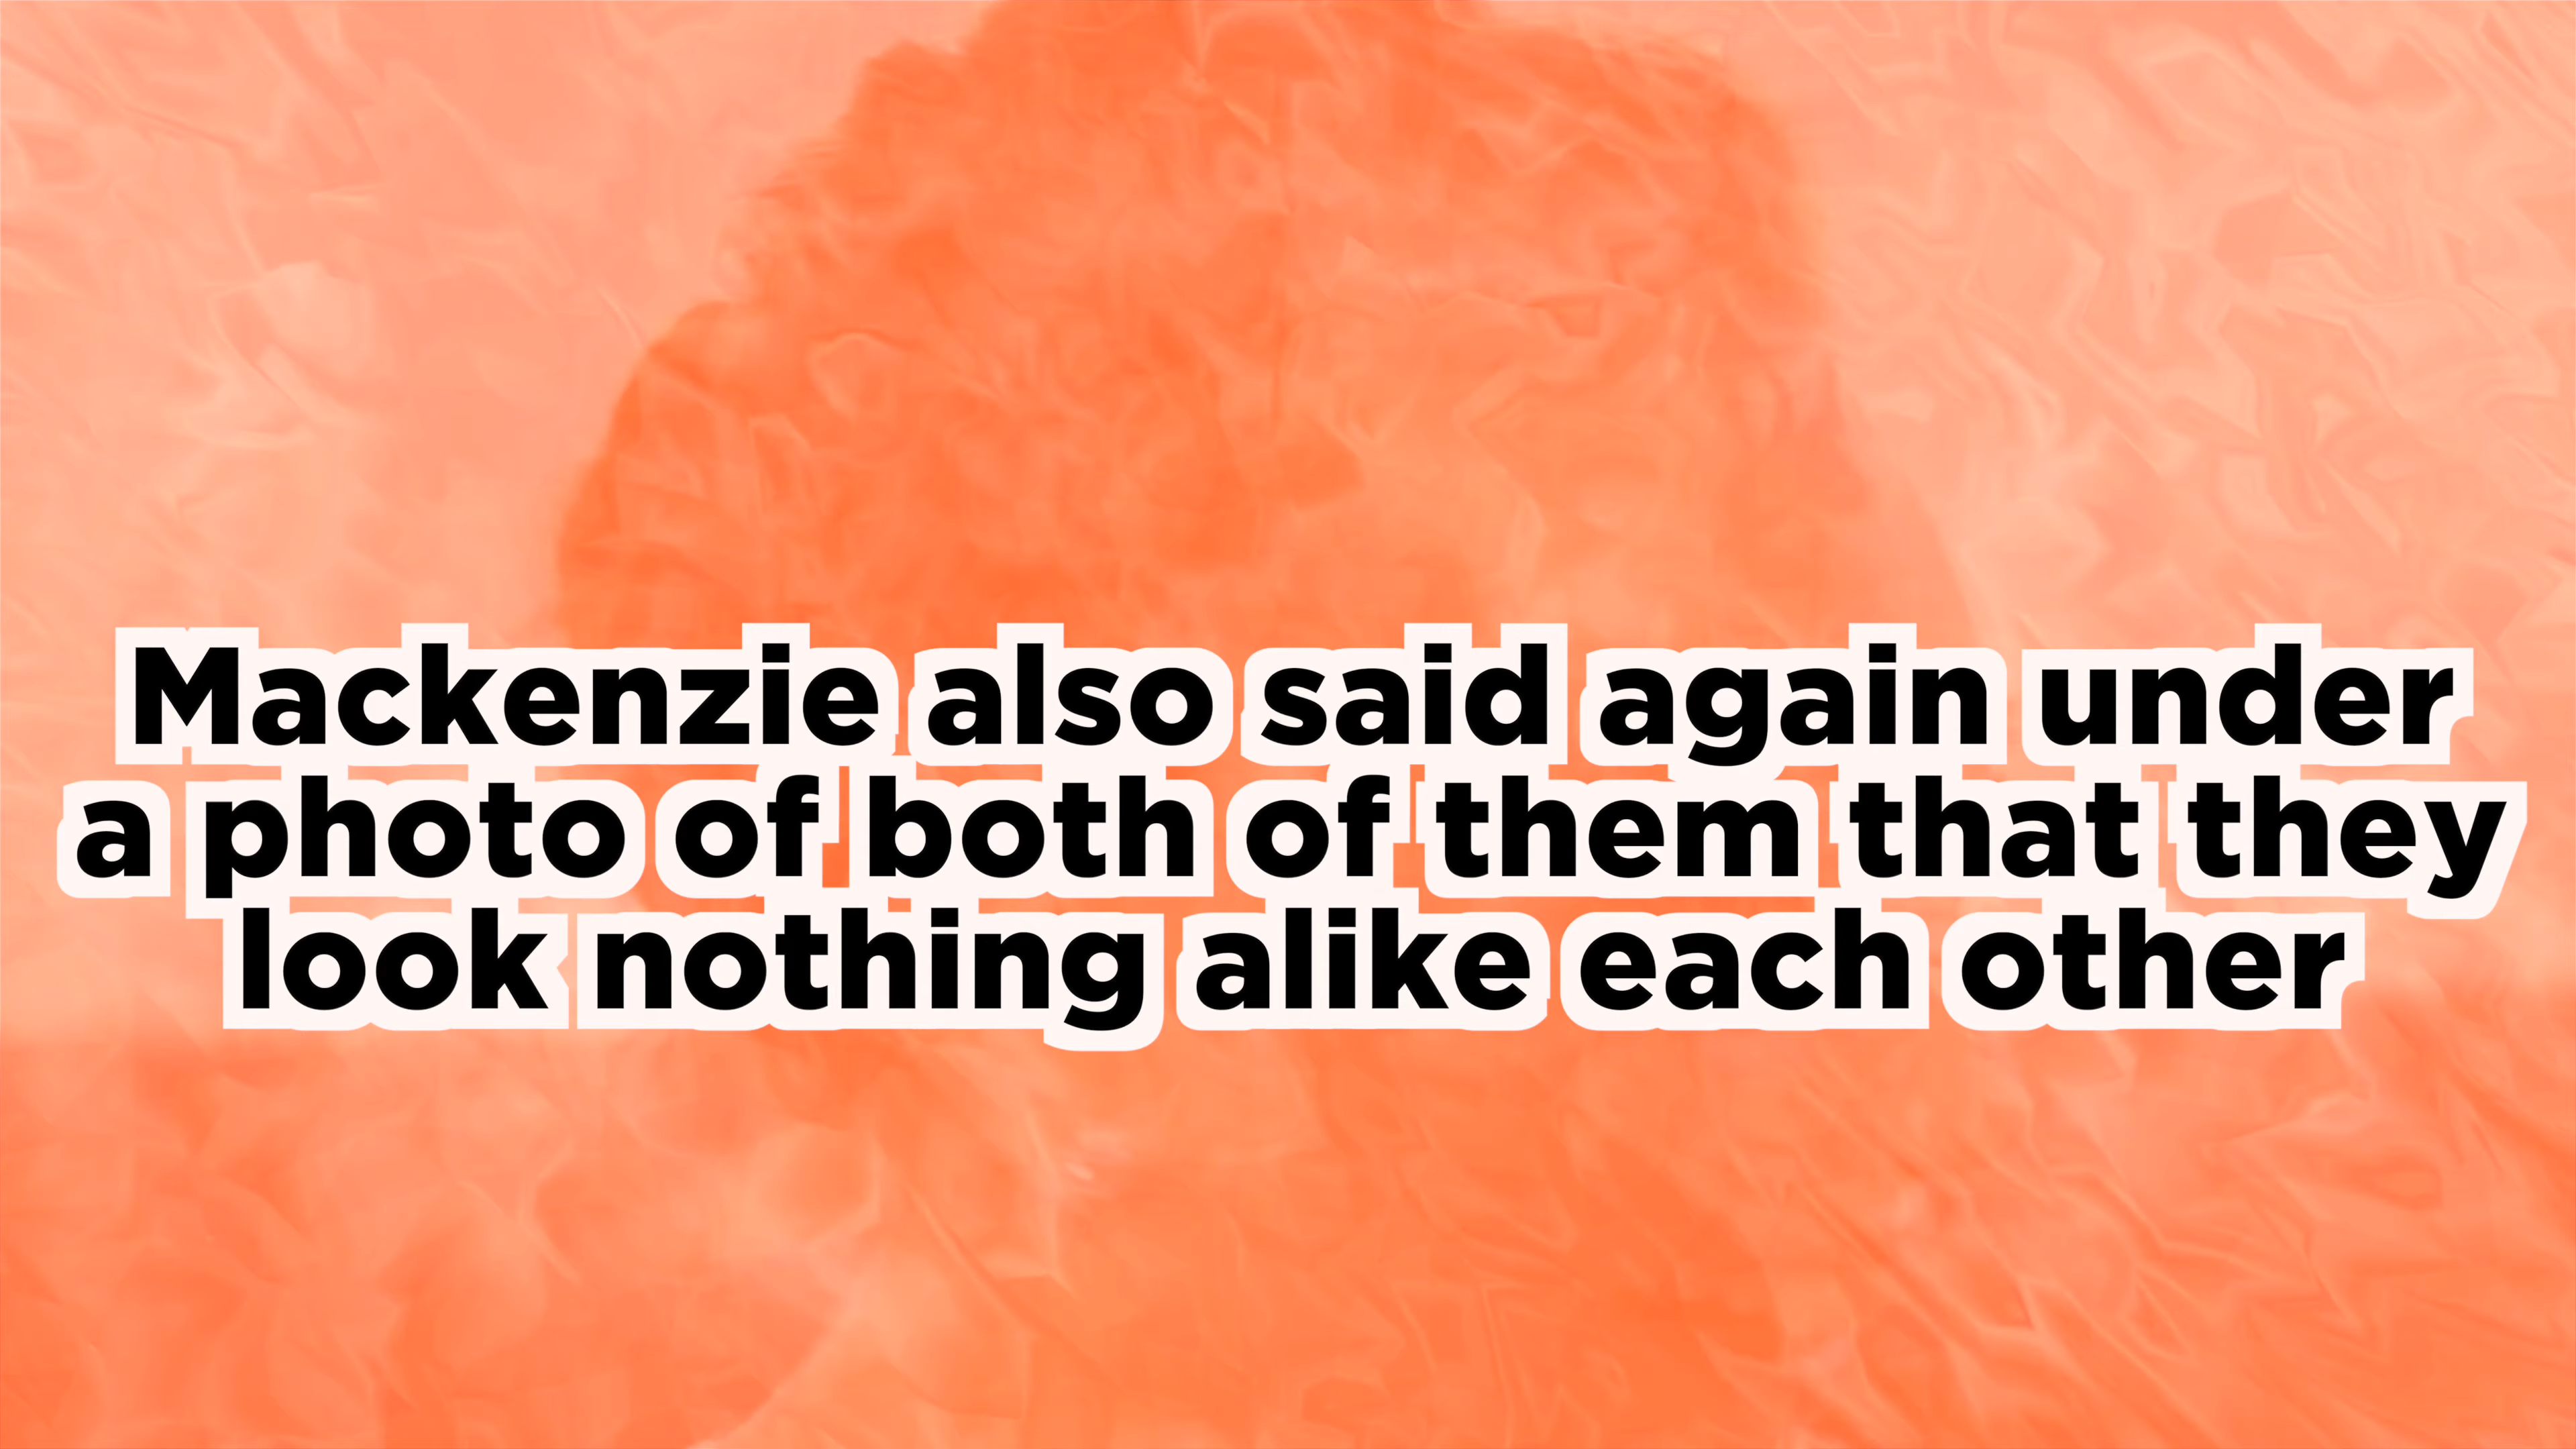 Mackenzie also said again under
a photo of both of them that they
look nothing alike each other